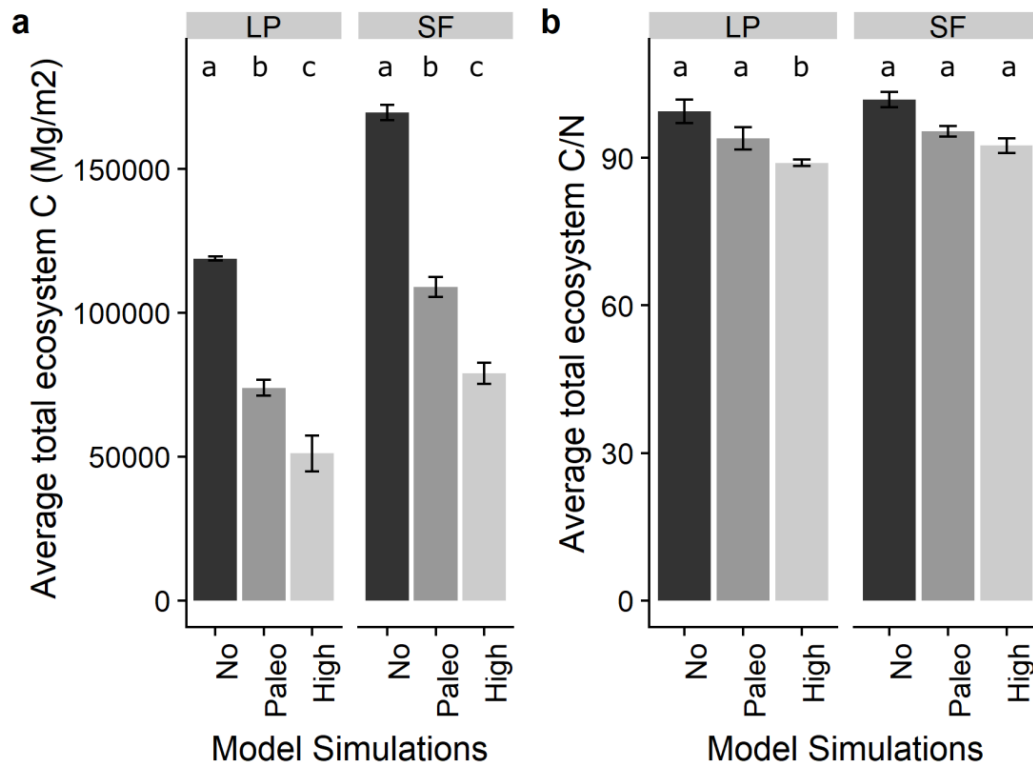 a
LP SF
a b c a b c
Average total ecosystem C (Mg/m2)
150000
100000
50000
0
No Paleo High No Paleo High
Model Simulations
b
LP SF
a a b a a a
Average total ecosystem C/N
90
60
30
0
No Paleo High No Paleo High
Model Simulations